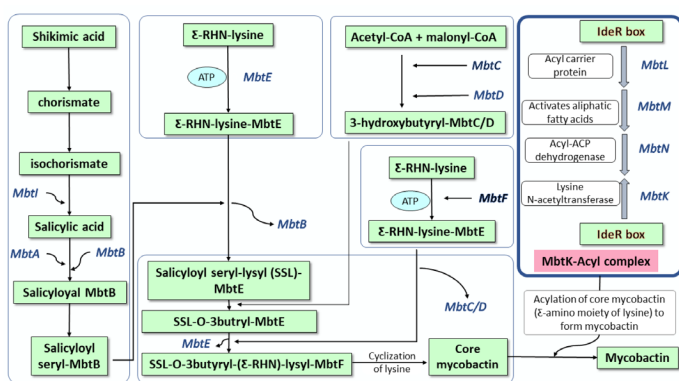 Shikimic acid
chorismate
isochorismate
MbtI
Salicylic acid
MbtA
MbtB
Salicyloyal MbtB
Salicyloyl
seryl-MbtB
Ɛ-RHN-lysine
ATP
MbtE
Ɛ-RHN-lysine-MbtE
MbtB
Acetyl-CoA + malonyl-CoA
MbtC
MbtD
3-hydroxybutyryl-MbtC/D
Ɛ-RHN-lysine
ATP
MbtF
Ɛ-RHN-lysine-MbtE
Salicyloyl seryl-lysyl (SSL)-
MbtE
MbtC/D
SSL-O-3butryl-MbtE
MbtE
SSL-O-3butyryl-(Ɛ-RHN)-lysyl-MbtF
Cyclization
of lysine
Core
mycobactin
IdeR box
Acyl carrier
protein
MbtL
Activates aliphatic
fatty acids
MbtM
Acyl-ACP
dehydrogenase
MbtN
Lysine
N-acetyltransferase
MbtK
IdeR box
MbtK-Acyl complex
Acylation of core mycobactin
(Ɛ-amino moiety of lysine) to
form mycobactin
Mycobactin